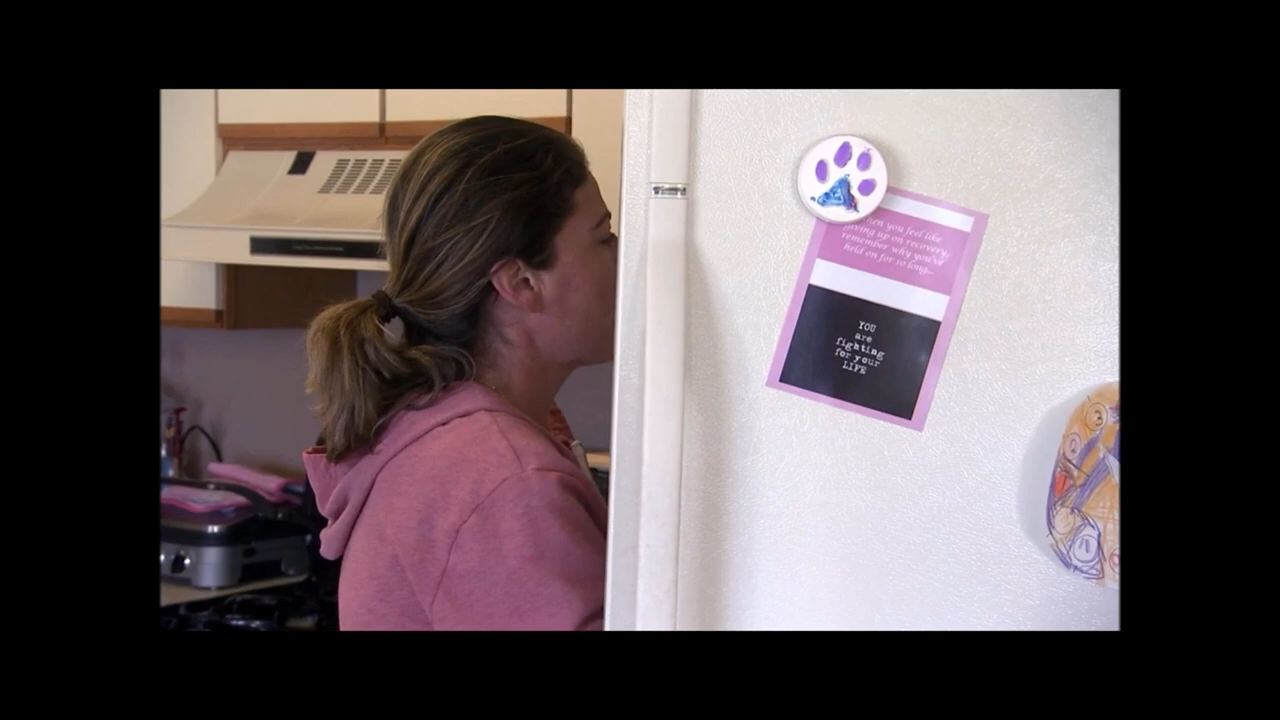 when you feel like
giving up on recovery,
remember why you've
held on for so long...
YOU
are
fighting
for your
LIFE